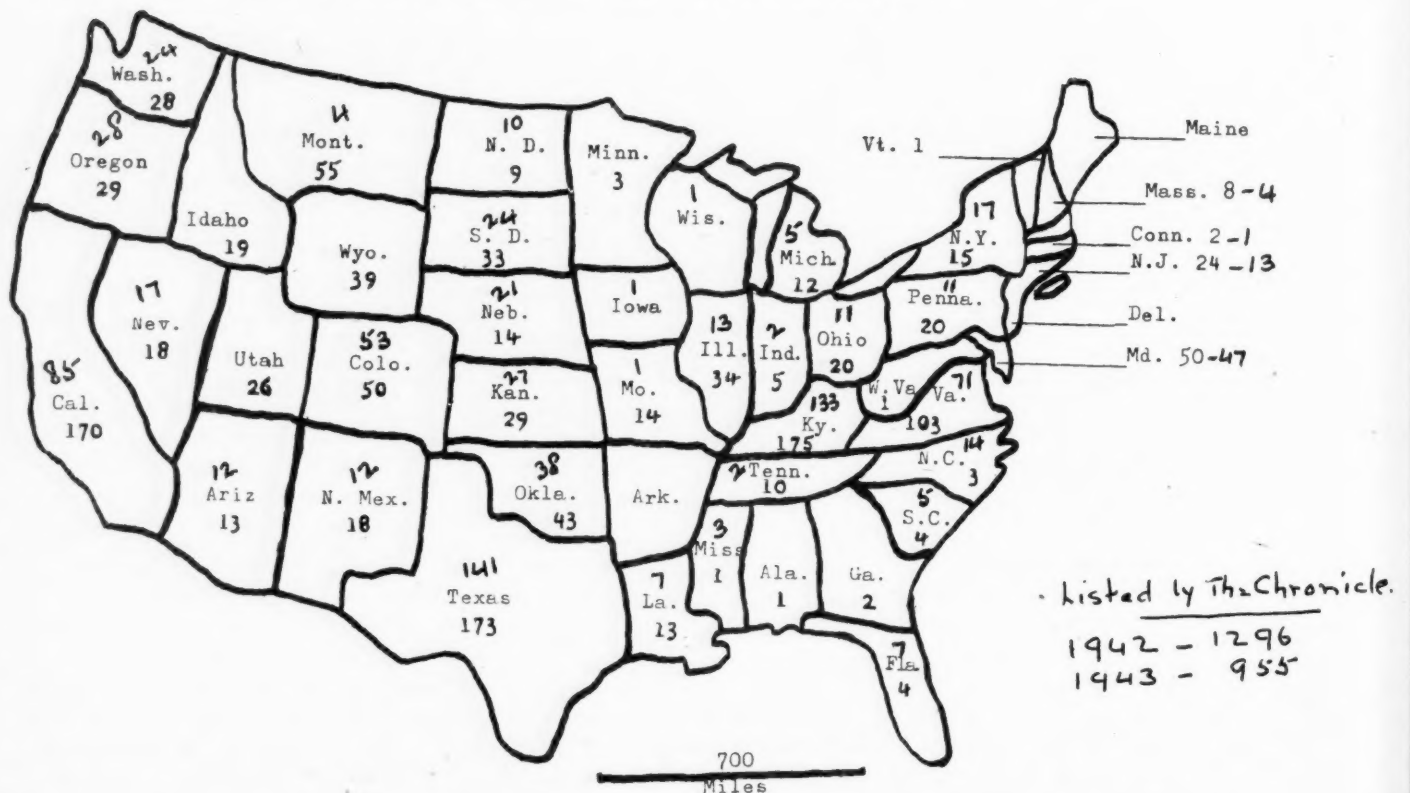 24
Wash.
28
28
Oregon
29
Idaho
19
4
Mont.
55
10
N. D.
9
Minn.
3
24
S. D.
33
Wyo.
39
21
Neb.
14
17
Nev.
18
Utah
26
53
Colo.
50
27
Kan.
29
85
Cal.
170
12
Ariz
13
12
N. Mex.
18
38
Okla.
43
141
Texas
173
1
Wis.
5
Mich
12
1
Iowa
13
Ill.
34
2
Ind.
5
11
Ohio
20
1
Mo.
14
133
Ky.
175
2 Tenn.
10
Ark.
7
La.
13
3
Miss
1
Ala.
1
Ga.
2
7
Fla
4
5
S.C.
4
14
N.C.
3
W. Va
1
71
Va.
103
11
Penna.
20
17
N.Y.
15
Vt. 1
Maine
Mass. 8-4
Conn. 2-1
N.J. 24-13
Del.
Md. 50-47
Listed by The Chronicle.
1942 - 1296
1943 - 955
700
Miles